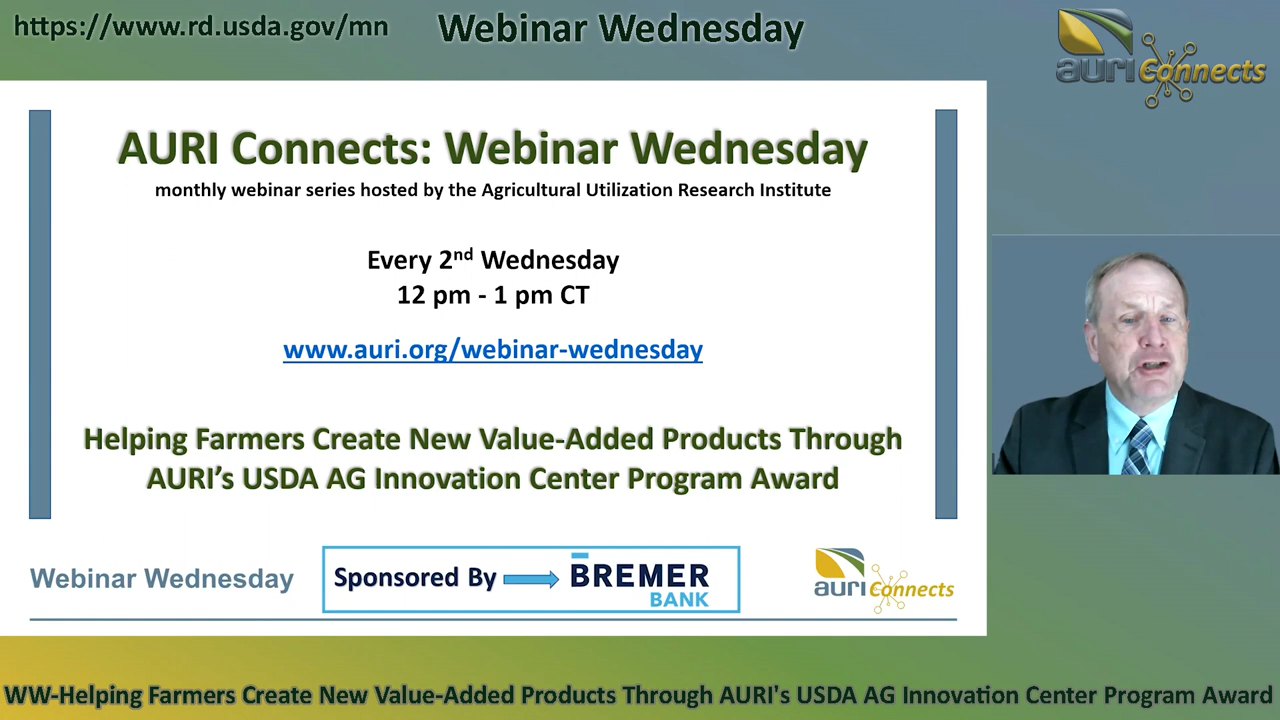 https://www.rd.usda.gov/mn
Webinar Wednesday
auri Connects
AURI Connects: Webinar Wednesday
monthly webinar series hosted by the Agricultural Utilization Research Institute
Every 2nd Wednesday
12 pm - 1 pm CT
www.auri.org/webinar-wednesday
Helping Farmers Create New Value-Added Products Through
AURI’s USDA AG Innovation Center Program Award
Webinar Wednesday
Sponsored By
BREMER
BANK
auri Connects
WW-Helping Farmers Create New Value-Added Products Through AURI's USDA AG Innovation Center Program Award